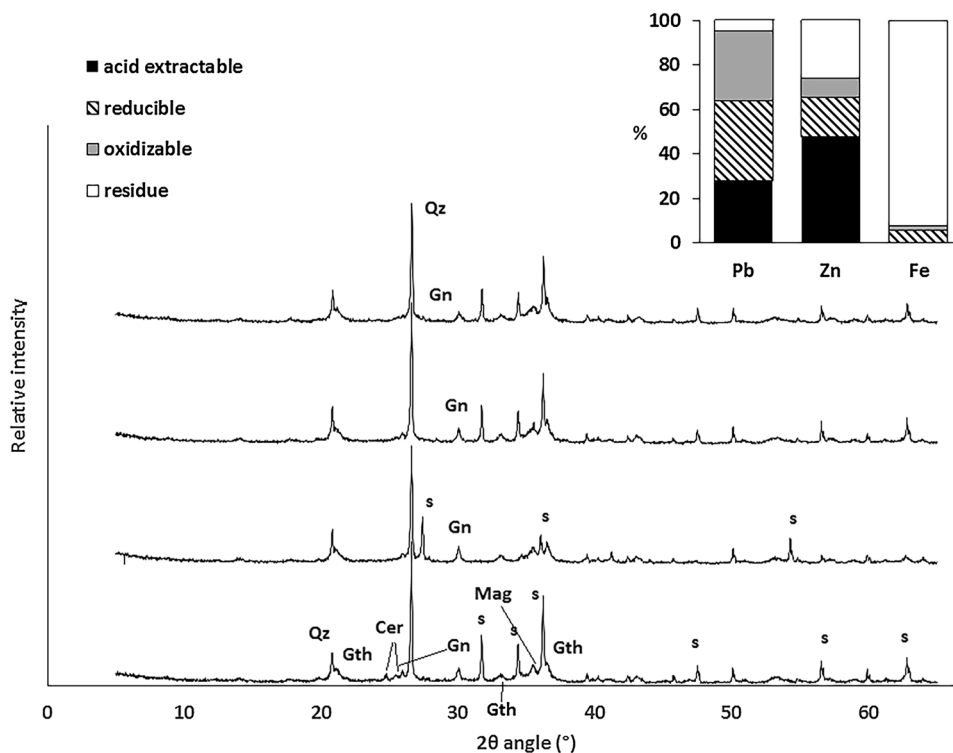 acid extractable
reducible
oxidizable
residue
100
80
60
%
40
20
0
Pb Zn Fe
Qz
Gn
Gn
s
Gn
s
s
Mag
s
Qz
Gth
Cer
Gn
s
s
Gth
s
s
s
Gth
0 10 20 30 40 50 60
2θ angle (°)
Relative intensity